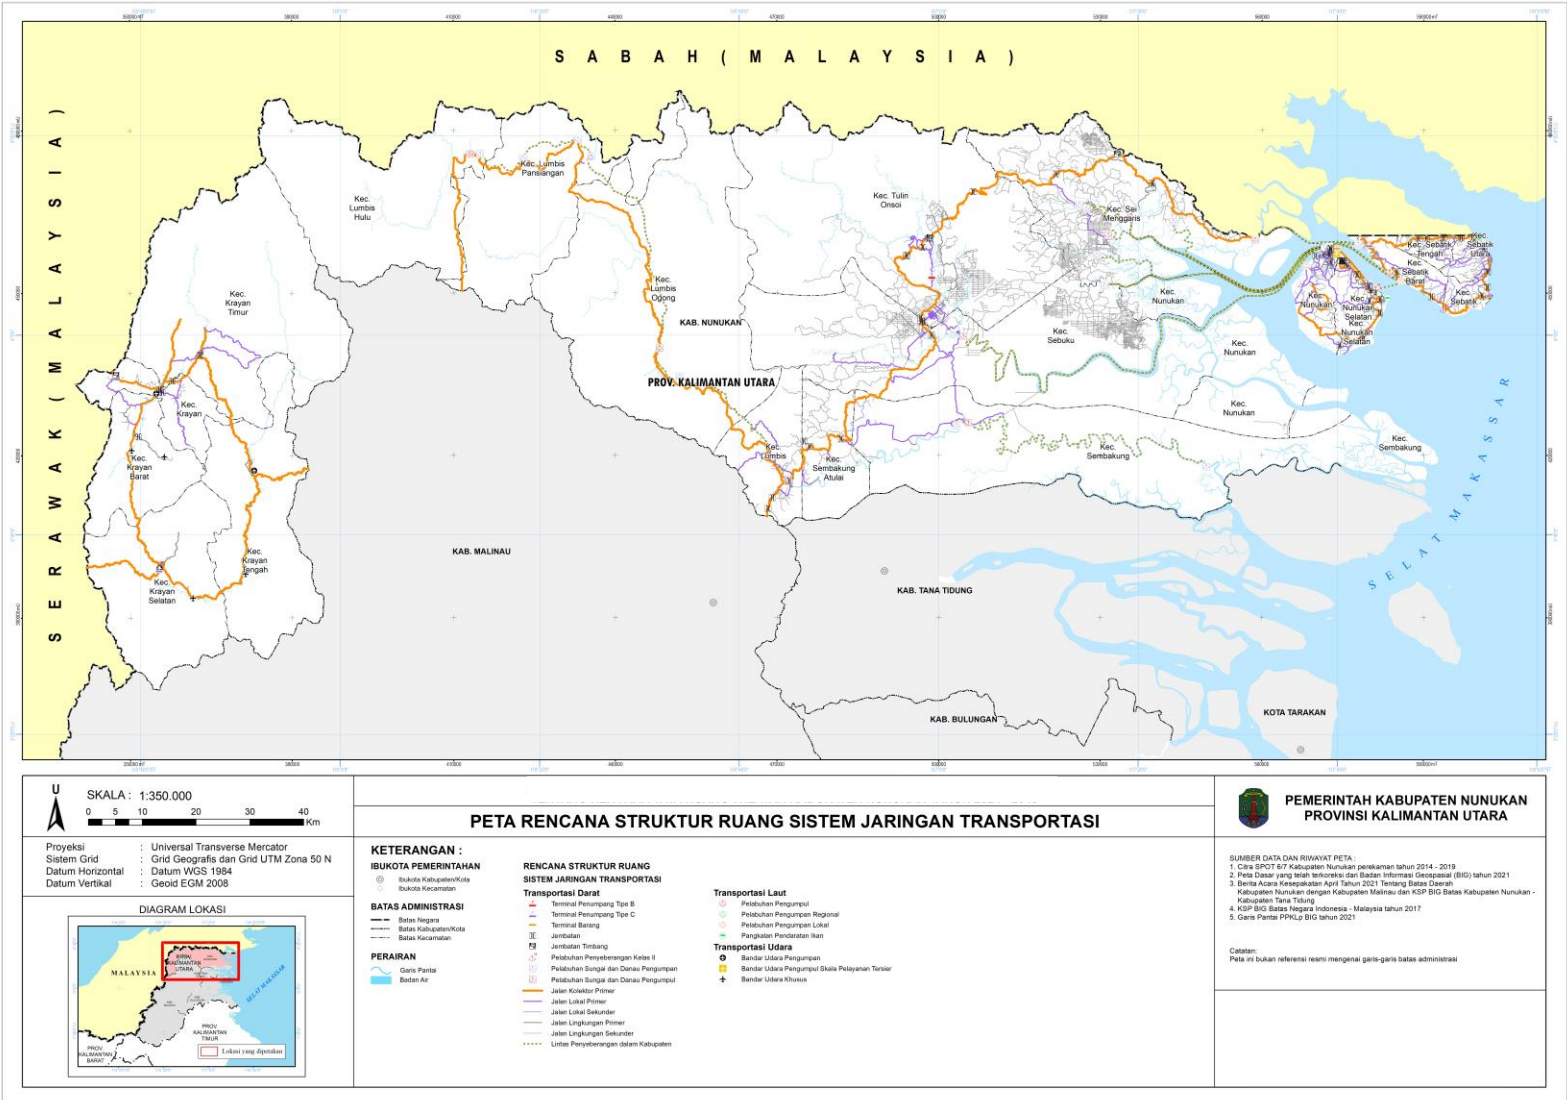 S A B A H ( M A L A Y S I A )
S E R A W A K ( M A L A Y S I A )
Kec. Lumbis
Pansiangan
Kec.
Lumbis
Hulu
Kec. Tulin
Onsoi
Kec. Sei
Menggaris
Kec. Sebatik
Tengah
Kec.
Sebatik
Utara
Kec.
Sebatik
Barat
Kec.
Sebatik
Kec.
Krayan
Timur
Kec.
Lumbis
Ogong
KAB. NUNUKAN
Kec.
Nunukan
Kec.
Nunukan
Kec.
Nunukan
Selatan
Kec.
Nunukan
Selatan
Kec.
Sebuku
Kec.
Nunukan
PROV. KALIMANTAN UTARA
Kec.
Krayan
Kec.
Nunukan
Kec.
Krayan
Barat
Kec.
Lumbis
Kec.
Sembakung
Atulai
Kec.
Sembakung
Kec.
Sembakung
SELAT MAKASSAR
KAB. MALINAU
Kec.
Krayan
Tengah
Kec.
Krayan
Selatan
KAB. TANA TIDUNG
KAB. BULUNGAN
KOTA TARAKAN
U
SKALA : 1:350.000
0 5 10 20 30 40
Km
Proyeksi : Universal Transverse Mercator
Sistem Grid : Grid Geografis dan Grid UTM Zona 50 N
Datum Horizontal : Datum WGS 1984
Datum Vertikal : Geoid EGM 2008
DIAGRAM LOKASI
MALAYSIA
PROV.
KALIMANTAN
UTARA
SELAT MAKASSAR
PROV.
KALIMANTAN
TIMUR
PROV.
KALIMANTAN
BARAT
Lokasi yang dipetakan
PETA RENCANA STRUKTUR RUANG SISTEM JARINGAN TRANSPORTASI
KETERANGAN :
IBUKOTA PEMERINTAHAN
Ibukota Kabupaten/Kota
Ibukota Kecamatan
BATAS ADMINISTRASI
Batas Negara
Batas Kabupaten/Kota
Batas Kecamatan
PERAIRAN
Garis Pantai
Badan Air
RENCANA STRUKTUR RUANG
SISTEM JARINGAN TRANSPORTASI
Transportasi Darat
Terminal Penumpang Tipe B
Terminal Penumpang Tipe C
Terminal Barang
Jembatan
Jembatan Timbang
Pelabuhan Penyeberangan Kelas II
Pelabuhan Sungai dan Danau Pengumpan
Pelabuhan Sungai dan Danau Pengumpul
Jalan Kolektor Primer
Jalan Lokal Primer
Jalan Lokal Sekunder
Jalan Lingkungan Primer
Jalan Lingkungan Sekunder
Lintas Penyeberangan dalam Kabupaten
Transportasi Laut
Pelabuhan Pengumpul
Pelabuhan Pengumpan Regional
Pelabuhan Pengumpan Lokal
Pangkalan Pendaratan Ikan
Transportasi Udara
Bandar Udara Pengumpan
Bandar Udara Pengumpul Skala Pelayanan Tersier
Bandar Udara Khusus
PEMERINTAH KABUPATEN NUNUKAN
PROVINSI KALIMANTAN UTARA
SUMBER DATA DAN RIWAYAT PETA :
1. Citra SPOT 6/7 Kabupaten Nunukan perekaman tahun 2014 - 2019
2. Peta Dasar yang telah terkoreksi dari Badan Informasi Geospasial (BIG) tahun 2021
3. Berita Acara Kesepakatan April Tahun 2021 Tentang Batas Daerah
Kabupaten Nunukan dengan Kabupaten Malinau dan KSP BIG Batas Kabupaten Nunukan -
Kabupaten Tana Tidung
4. KSP BIG Batas Negara Indonesia - Malaysia tahun 2017
5. Garis Pantai PPKLp BIG tahun 2021
Catatan:
Peta ini bukan referensi resmi mengenai garis-garis batas administrasi